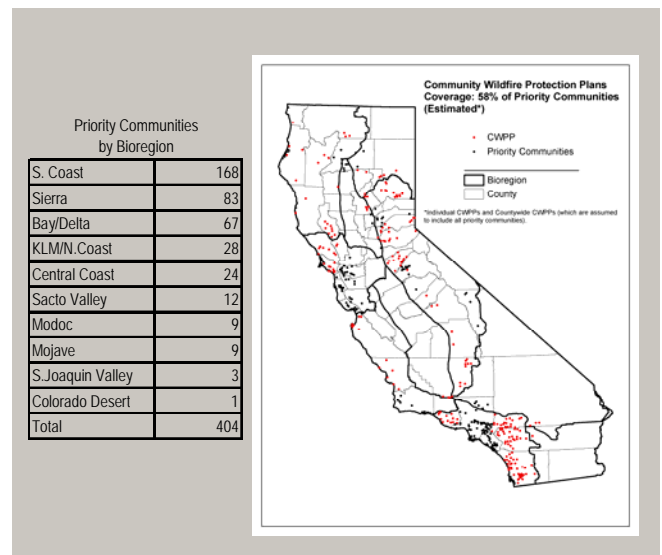 Priority Communities
by Bioregion
S. Coast 168
Sierra 83
Bay/Delta 67
KLM/N.Coast 28
Central Coast 24
Sacto Valley 12
Modoc 9
Mojave 9
S.Joaquin Valley 3
Colorado Desert 1
Total 404
Community Wildfire Protection Plans
Coverage: 58% of Priority Communities
(Estimated*)
CWPP
Priority Communities
Bioregion
County
*Individual CWPPs and Countywide CWPPs (which are assumed
to include all priority communities).